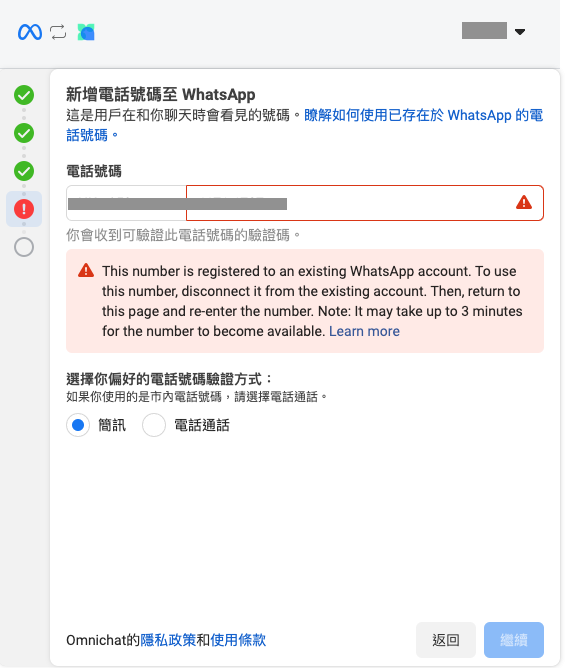 新增電話號碼至 WhatsApp
這是用戶在和你聊天時會看見的號碼。瞭解如何使用已存在於 WhatsApp 的電
話號碼。
電話號碼
你會收到可驗證此電話號碼的驗證碼。
This number is registered to an existing WhatsApp account. To use
this number, disconnect it from the existing account. Then, return to
this page and re-enter the number. Note: It may take up to 3 minutes
for the number to become available. Learn more
選擇你偏好的電話號碼驗證方式：
如果你使用的是市內電話號碼，請選擇電話通話。
簡訊 電話通話
Omnichat的隱私政策和使用條款 返回 繼續